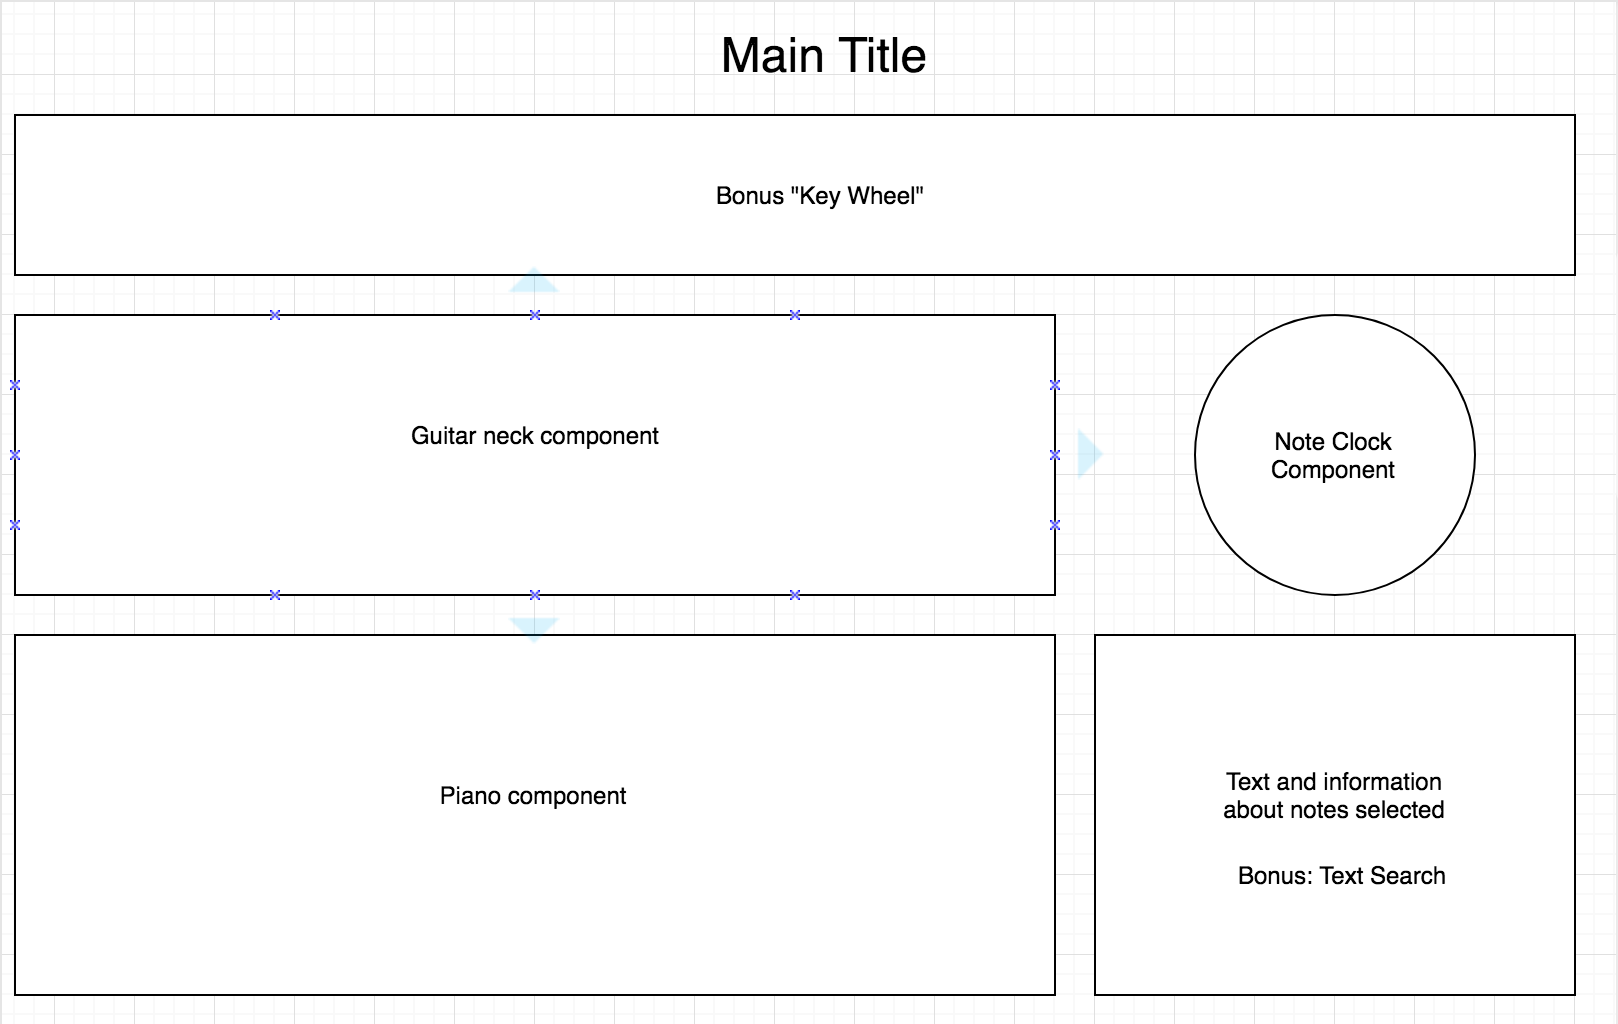 Main Title
Bonus "Key Wheel"
Guitar neck component
Note Clock
Component
Piano component
Text and information
about notes selected
Bonus: Text Search